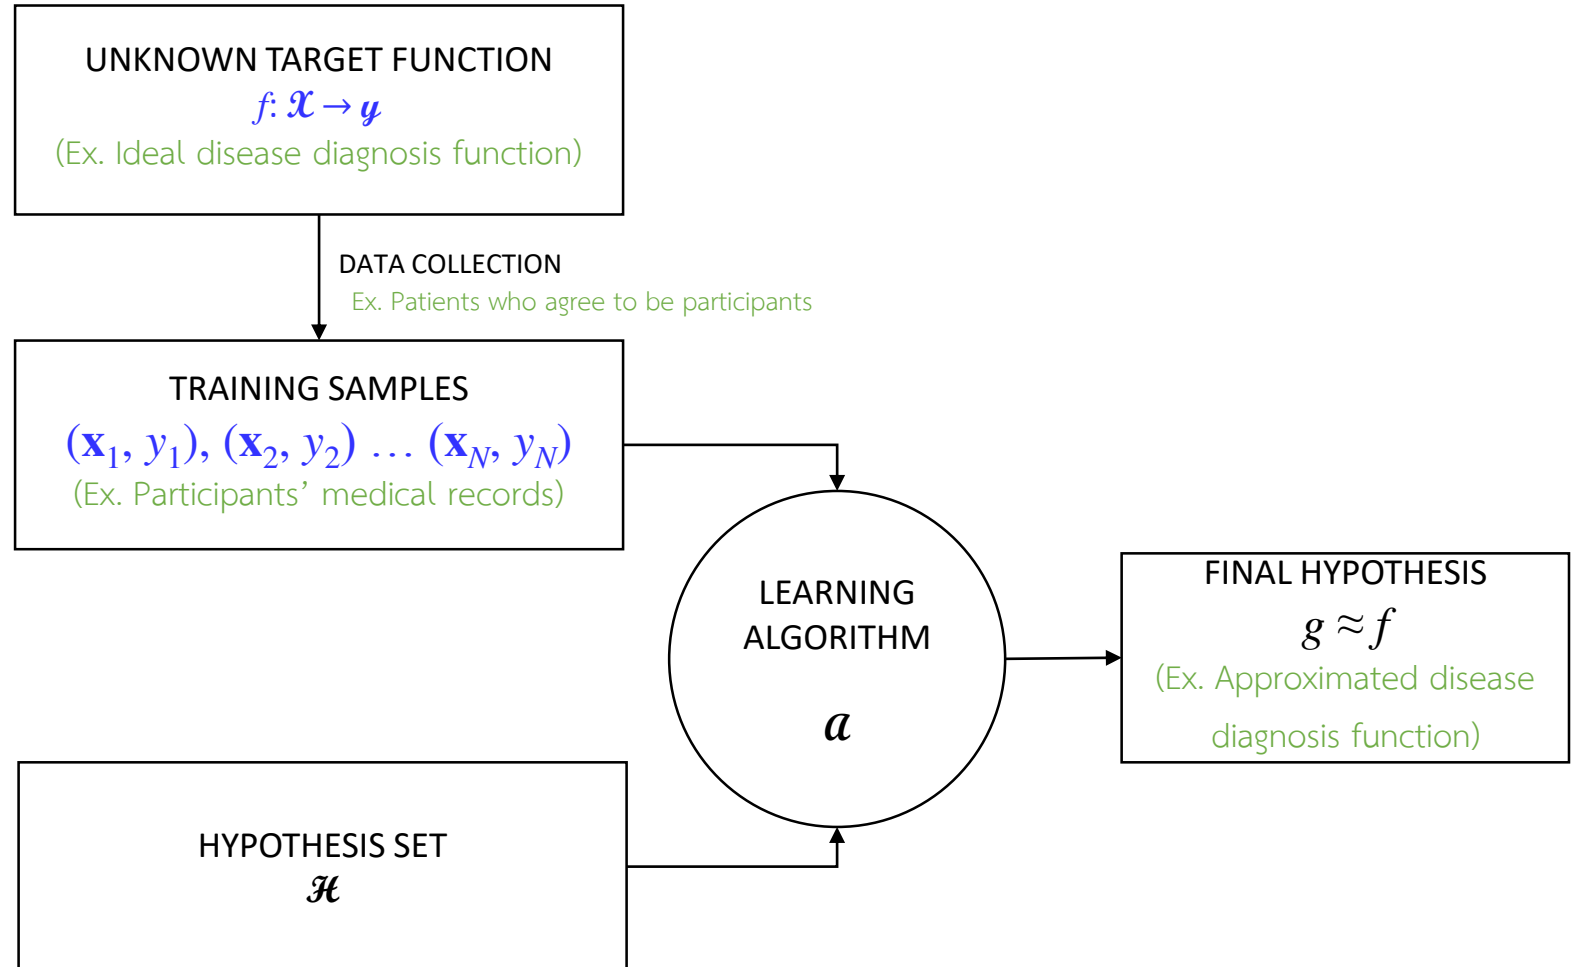 UNKNOWN TARGET FUNCTION
f: 𝒳 → 𝒚
(Ex. Ideal disease diagnosis function)
DATA COLLECTION
Ex. Patients who agree to be participants
TRAINING SAMPLES
(x₁, y₁), (x₂, y₂) … (x_N, y_N)
(Ex. Participants’ medical records)
LEARNING
ALGORITHM
𝒂
FINAL HYPOTHESIS
g ≈ f
(Ex. Approximated disease
diagnosis function)
HYPOTHESIS SET
ℋ